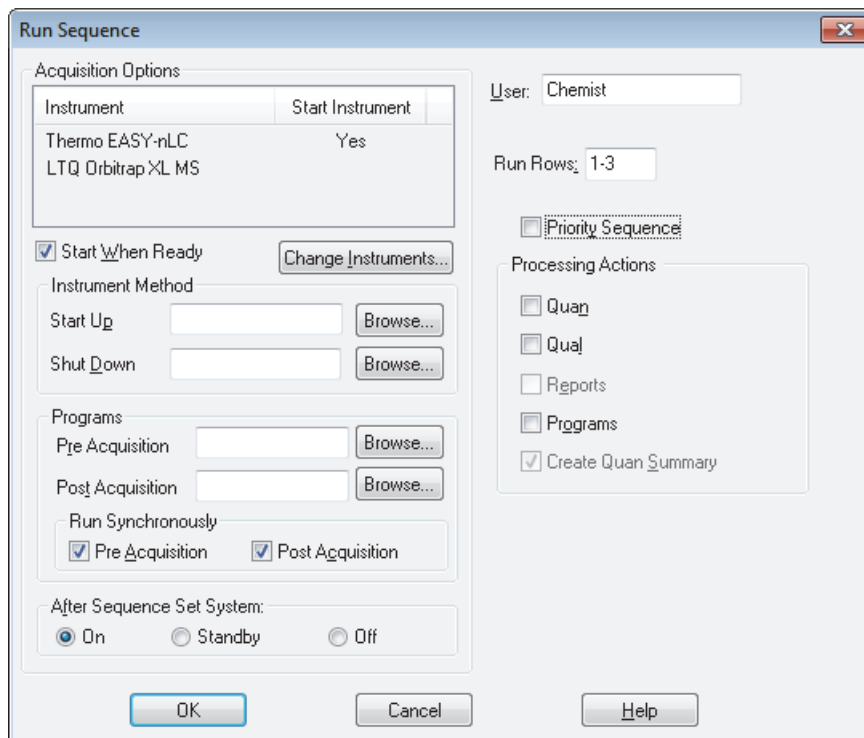 Run Sequence
Acquisition Options
Instrument Start Instrument
Thermo EASY-nLC Yes
LTQ Orbitrap XL MS
Start When Ready
Change Instruments...
Instrument Method
Start Up Browse...
Shut Down Browse...
Programs
Pre Acquisition Browse...
Post Acquisition Browse...
Run Synchronously
Pre Acquisition Post Acquisition
After Sequence Set System:
On Standby Off
User: Chemist
Run Rows: 1-3
Priority Sequence
Processing Actions
Quan
Qual
Reports
Programs
Create Quan Summary
OK Cancel Help